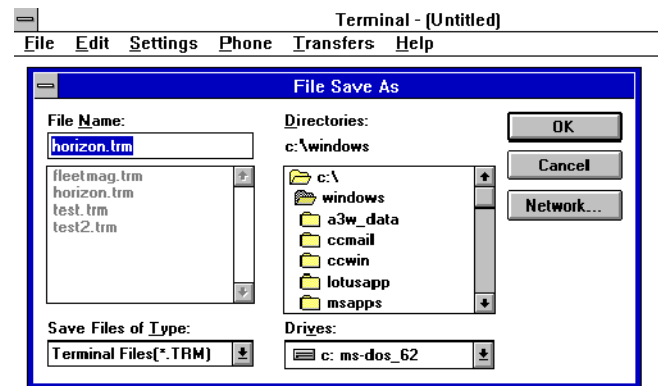 Terminal - (Untitled)
File Edit Settings Phone Transfers Help
File Save As
File Name:
horizon.trm
fleetmag.trm
horizon.trm
test.trm
test2.trm
Save Files of Type:
Terminal Files(*.TRM)
Directories:
c:\windows
c:\
windows
a3w_data
ccmail
ccwin
lotusapp
msapps
Drives:
c: ms-dos_62
OK
Cancel
Network...